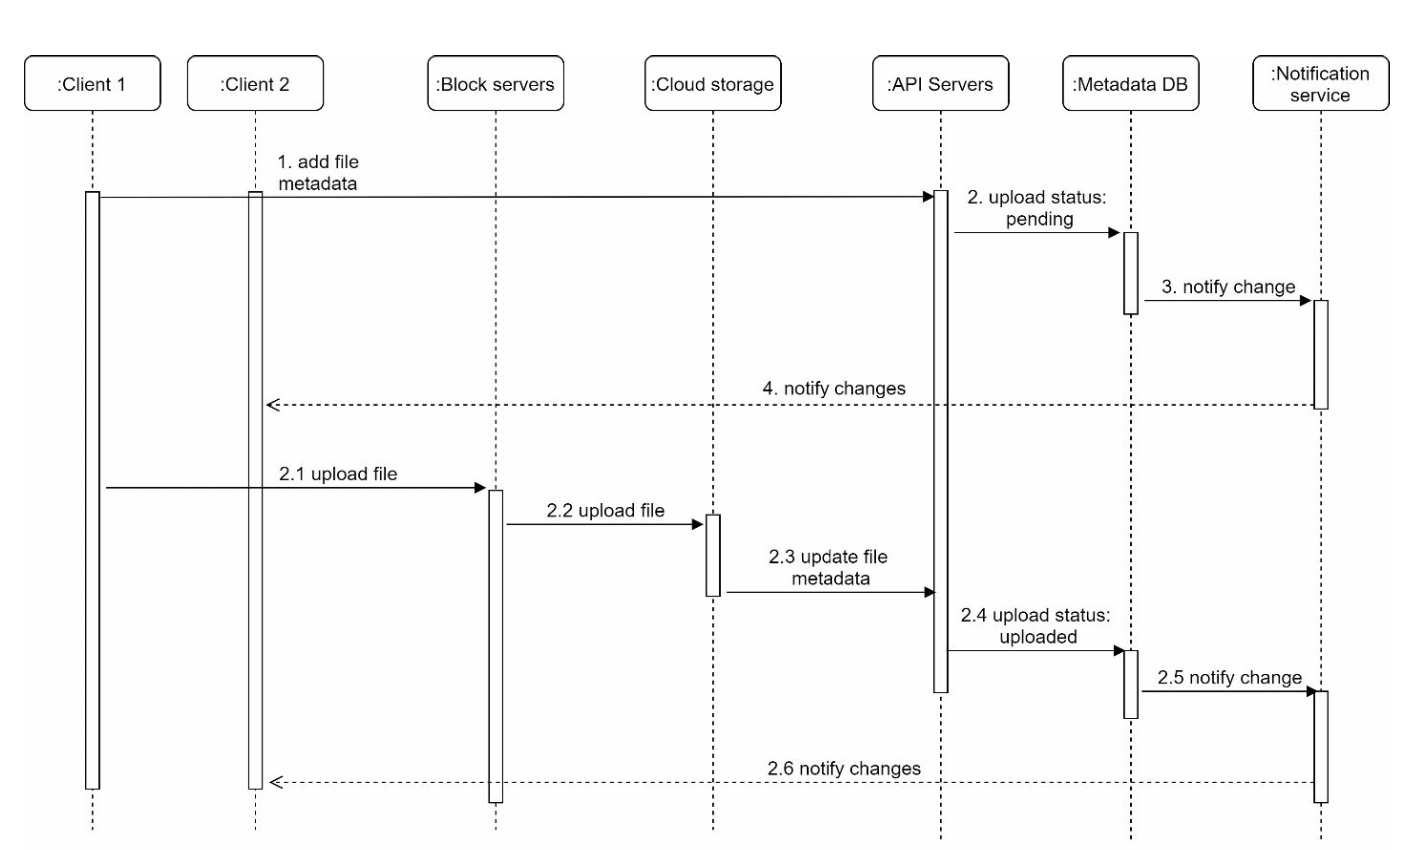 :Client 1
:Client 2
:Block servers
:Cloud storage
:API Servers
:Metadata DB
:Notification
service
1. add file
metadata
2. upload status:
pending
3. notify change
4. notify changes
2.1 upload file
2.2 upload file
2.3 update file
metadata
2.4 upload status:
uploaded
2.5 notify change
2.6 notify changes